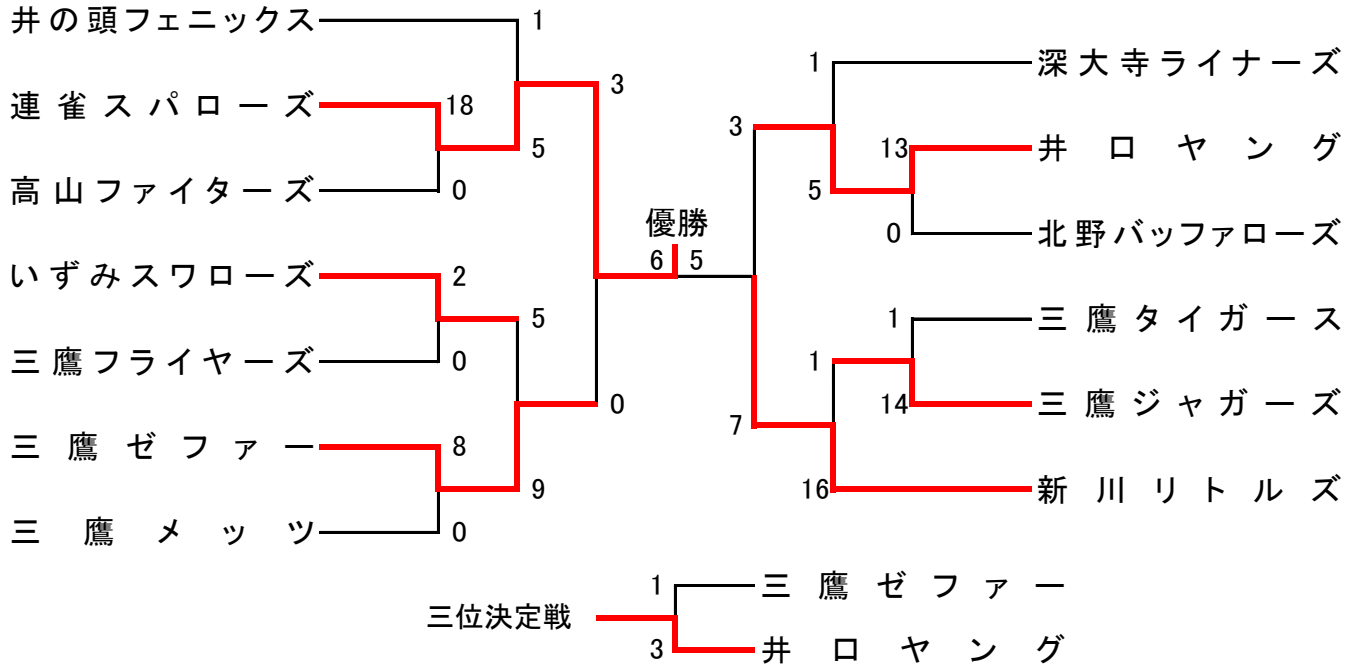 井の頭フェニックス
1
連雀スパローズ
18
3
5
高山ファイターズ
0
いずみスワローズ
2
5
三鷹フライヤーズ
0
0
三鷹ゼファー
8
9
三鷹メッツ
0
優勝
6 5
1
深大寺ライナーズ
3
13
井口ヤング
5
0
北野バッファローズ
1
三鷹タイガース
1
14
三鷹ジャガーズ
7
16
新川リトルズ
三位決定戦
1
三鷹ゼファー
3
井口ヤング